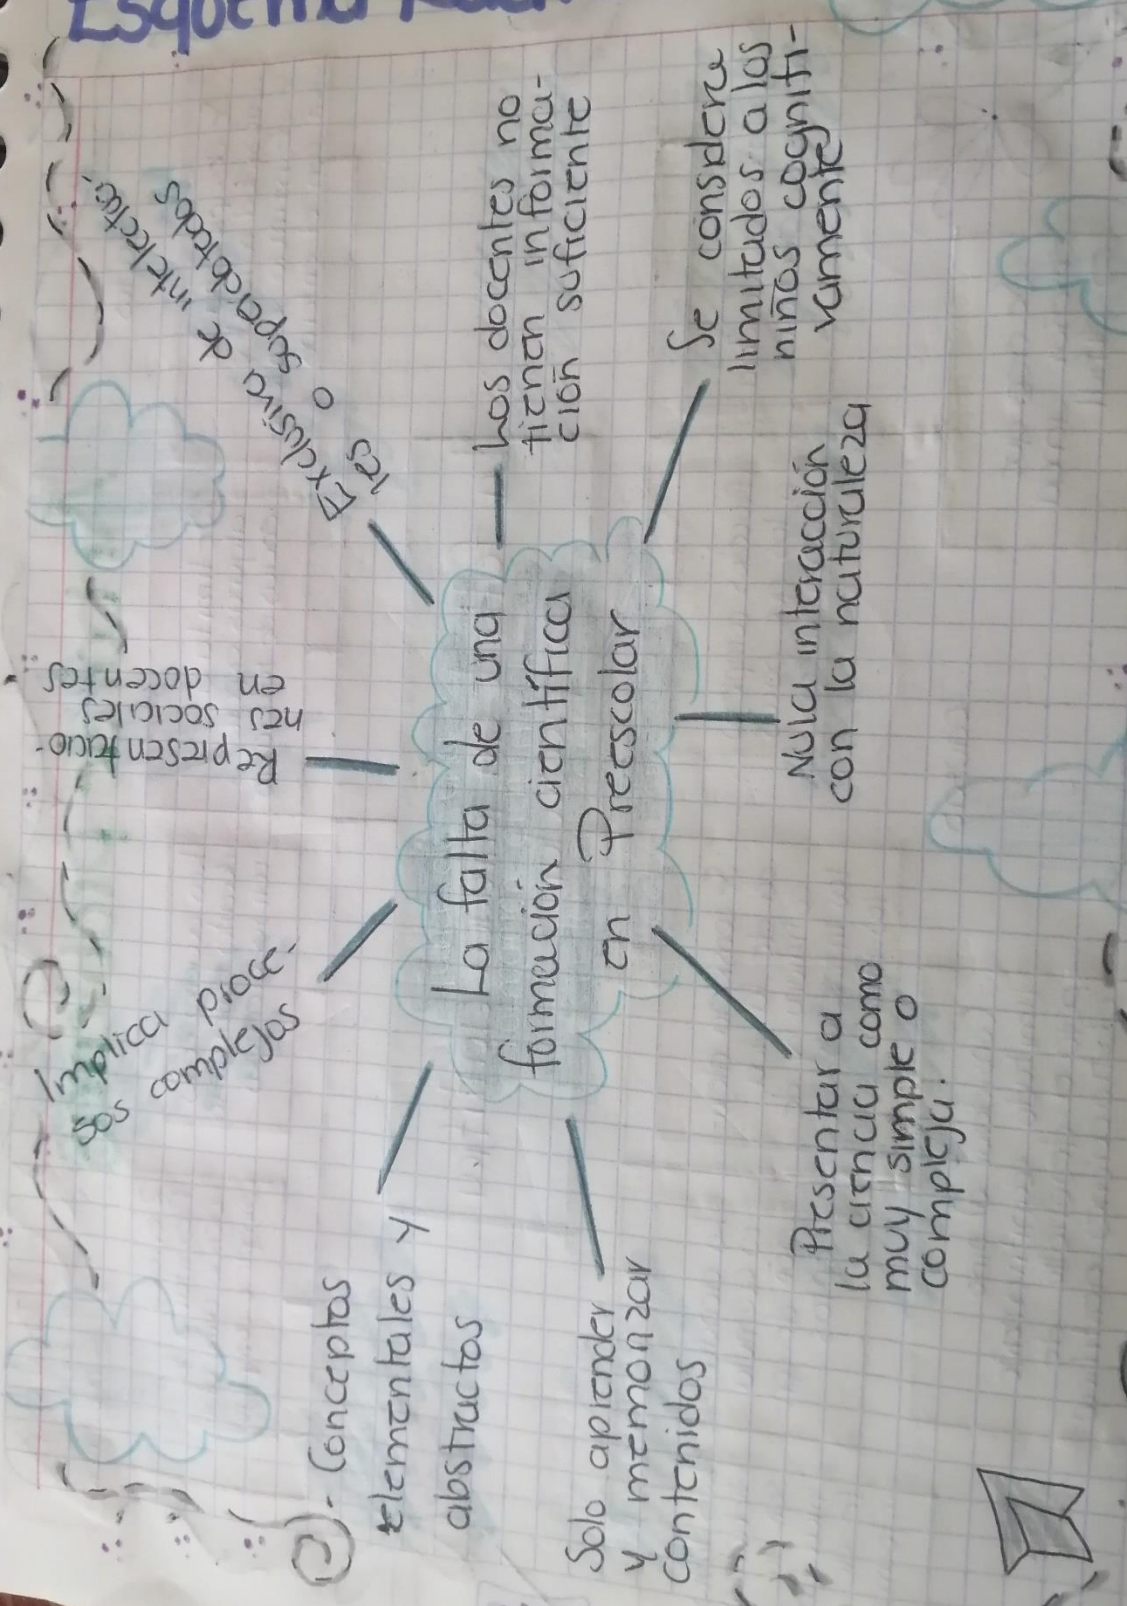 Esquema
La falta de una
formación científica
en Preescolar
Representacio-
nes sociales
en docentes
Exclusiva de intelectua-
les o superdotados
Los docentes no
tienen informa-
ción suficiente
Se considera
limitados a los
niños cogniti-
vamente
Nula interacción
con la naturaleza
Presentar a
la ciencia como
muy simple o
compleja.
Solo aprender
y memorizar
contenidos
Conceptos
elementales y
abstractos
Implica proce-
sos complejos